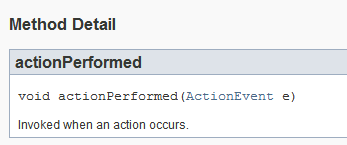 Method Detail
actionPerformed
void actionPerformed(ActionEvent e)
Invoked when an action occurs.